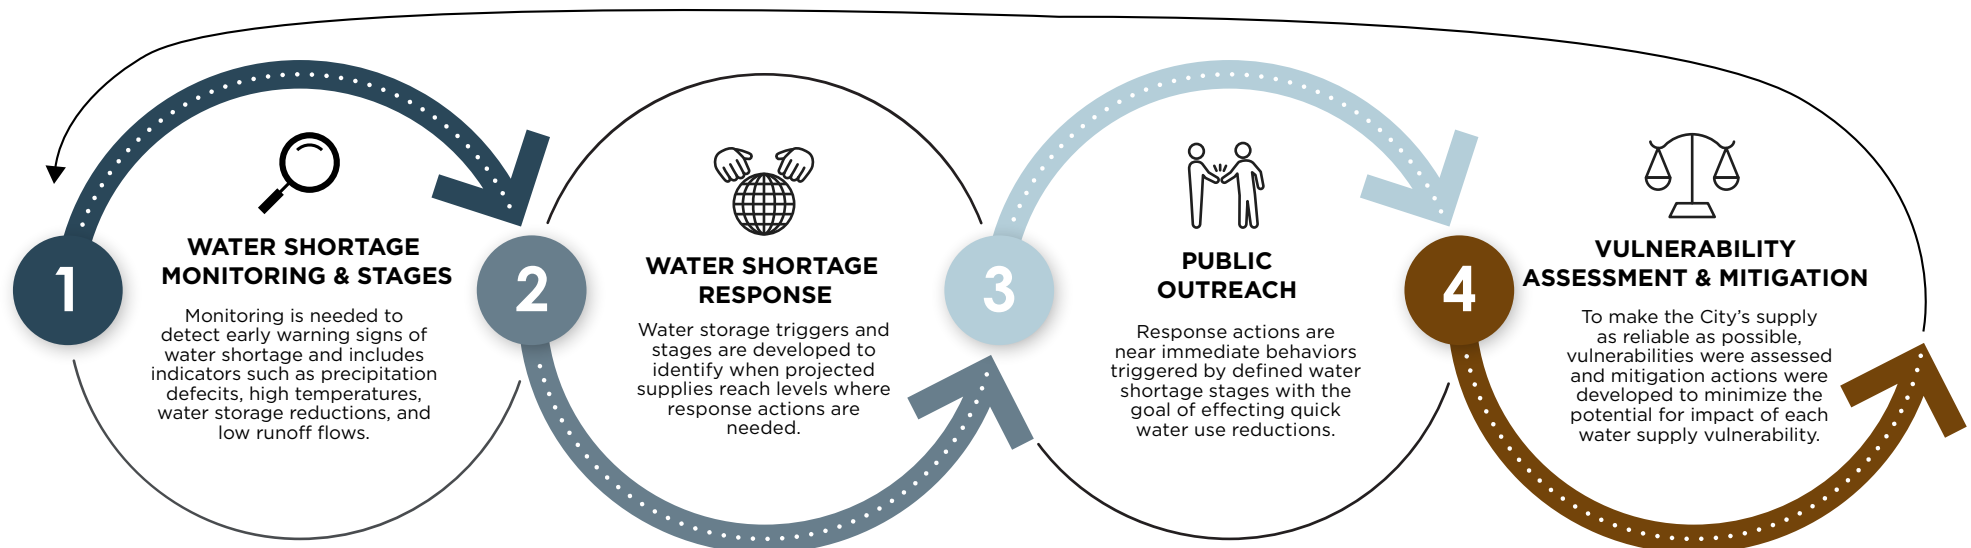 1
WATER SHORTAGE
MONITORING & STAGES
Monitoring is needed to
detect early warning signs of
water shortage and includes
indicators such as precipitation
defecits, high temperatures,
water storage reductions, and
low runoff flows.
2
WATER SHORTAGE
RESPONSE
Water storage triggers and
stages are developed to
identify when projected
supplies reach levels where
response actions are
needed.
3
PUBLIC
OUTREACH
Response actions are
near immediate behaviors
triggered by defined water
shortage stages with the
goal of effecting quick
water use reductions.
4
VULNERABILITY
ASSESSMENT & MITIGATION
To make the City’s supply
as reliable as possible,
vulnerabilities were assessed
and mitigation actions were
developed to minimize the
potential for impact of each
water supply vulnerability.